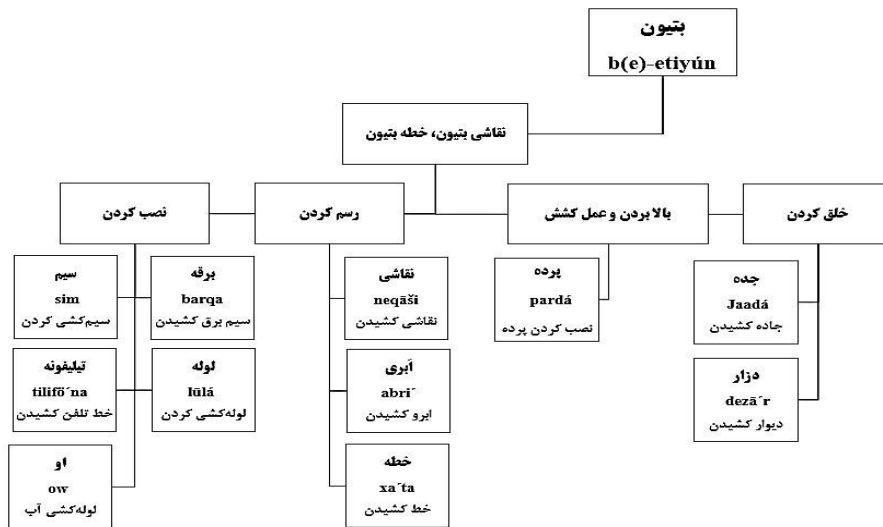 بتیون
b(e)-etiyún
نقاشی بتیون، خطه بتیون
خلق کردن
بالا بردن و عمل کشش
رسم کردن
نصب کردن
جده
Jaadá
جاده کشیدن
دزار
dezā´r
دیوار کشیدن
پرده
pardá
نصب کردن پرده
نقاشی
neqāši
نقاشی کشیدن
آبری
abri´
ابرو کشیدن
خطه
xa´ta
خط کشیدن
برقه
barqa
سیم برق کشیدن
لوله
lūlá
لوله‌کشی کردن
سیم
sim
سیم‌کشی کردن
تیلیفونه
tilifō´na
خط تلفن کشیدن
او
ow
لوله‌کشی آب